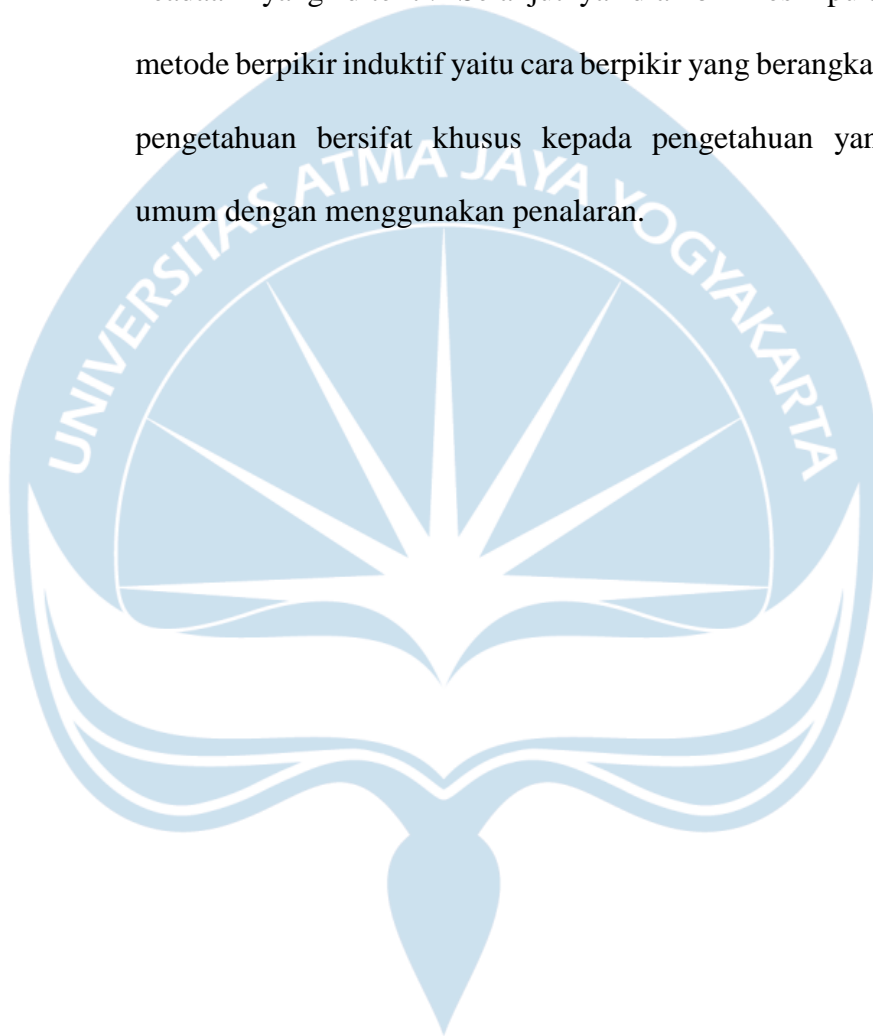 metode berpikir induktif yaitu cara berpikir yang berangka
pengetahuan bersifat khusus kepada pengetahuan yan
umum dengan menggunakan penalaran.
UNIVERSITAS ATMA JAYA YOGYAKARTA